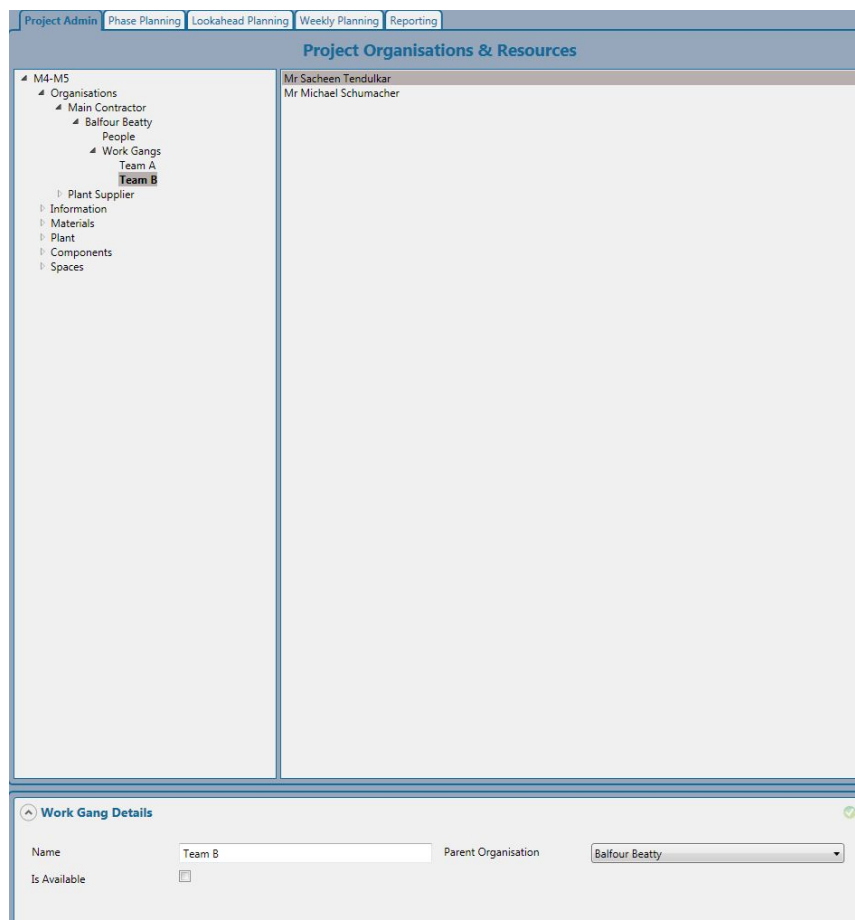 Project Admin Phase Planning Lookahead Planning Weekly Planning Reporting
Project Organisations & Resources
M4-M5
Organisations
Main Contractor
Balfour Beatty
People
Work Gangs
Team A
Team B
Plant Supplier
Information
Materials
Plant
Components
Spaces
Mr Sacheen Tendulkar
Mr Michael Schumacher
Work Gang Details
Name Team B Parent Organisation Balfour Beatty
Is Available